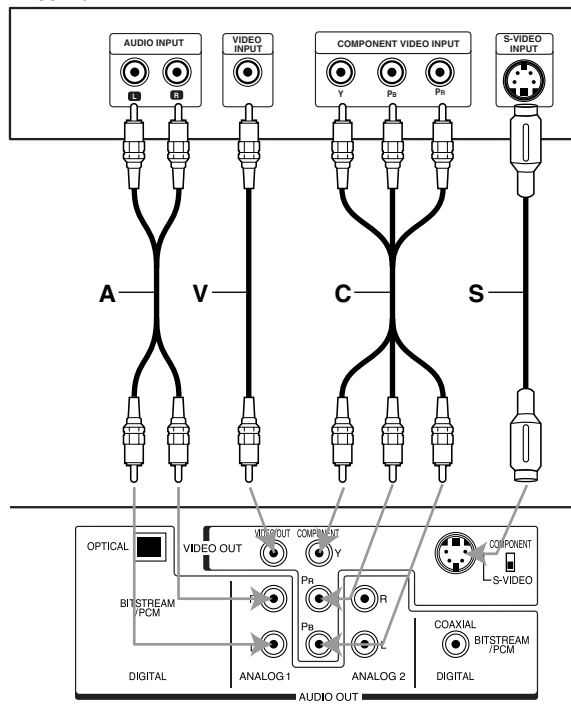 AUDIO INPUT
L
R
VIDEO
INPUT
COMPONENT VIDEO INPUT
Y
PB
PR
S-VIDEO
INPUT
A
V
C
S
OPTICAL
VIDEO OUT
VIDEO OUT
COMPONENT
Y
COMPONENT
S-VIDEO
BITSTREAM
/PCM
R
PR
R
L
PB
L
COAXIAL
BITSTREAM
/PCM
DIGITAL
ANALOG 1
ANALOG 2
DIGITAL
AUDIO OUT